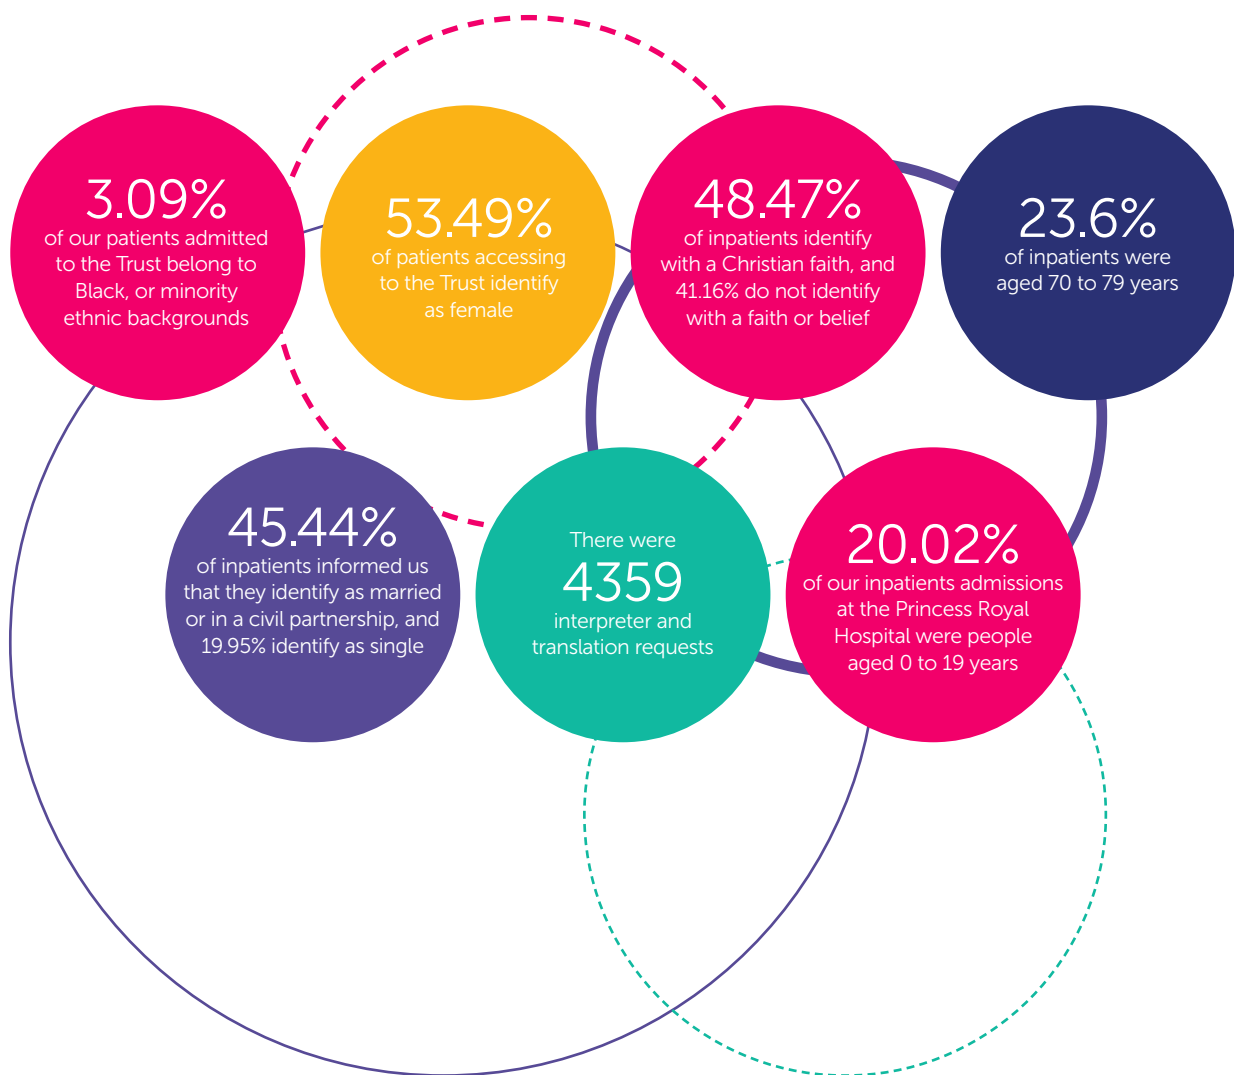 3.09%
of our patients admitted
to the Trust belong to
Black, or minority
ethnic backgrounds
53.49%
of patients accessing
to the Trust identify
as female
48.47%
of inpatients identify
with a Christian faith, and
41.16% do not identify
with a faith or belief
23.6%
of inpatients were
aged 70 to 79 years
45.44%
of inpatients informed us
that they identify as married
or in a civil partnership, and
19.95% identify as single
There were
4359
interpreter and
translation requests
20.02%
of our inpatients admissions
at the Princess Royal
Hospital were people
aged 0 to 19 years